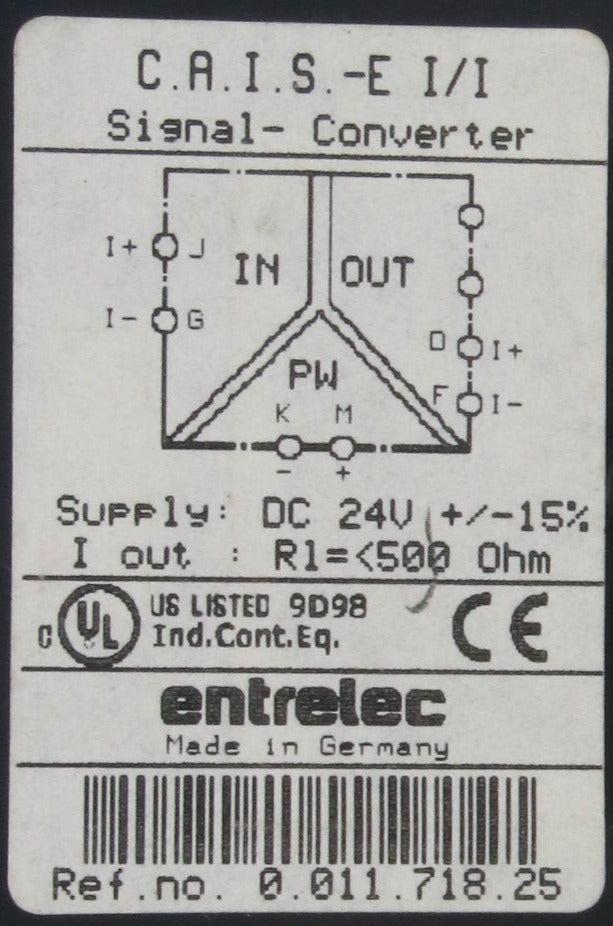 C.A.I.S.-E I/I
Signal- Converter
I+ J
IN OUT
I- G
D I+
PW
F I-
K M
- +
Supply: DC 24V +/-15%
I out : Rl=<500 Ohm
C UL US LISTED 9D98
Ind.Cont.Eq.
CE
entrelec
Made in Germany
Ref.no. 0.011.718.25